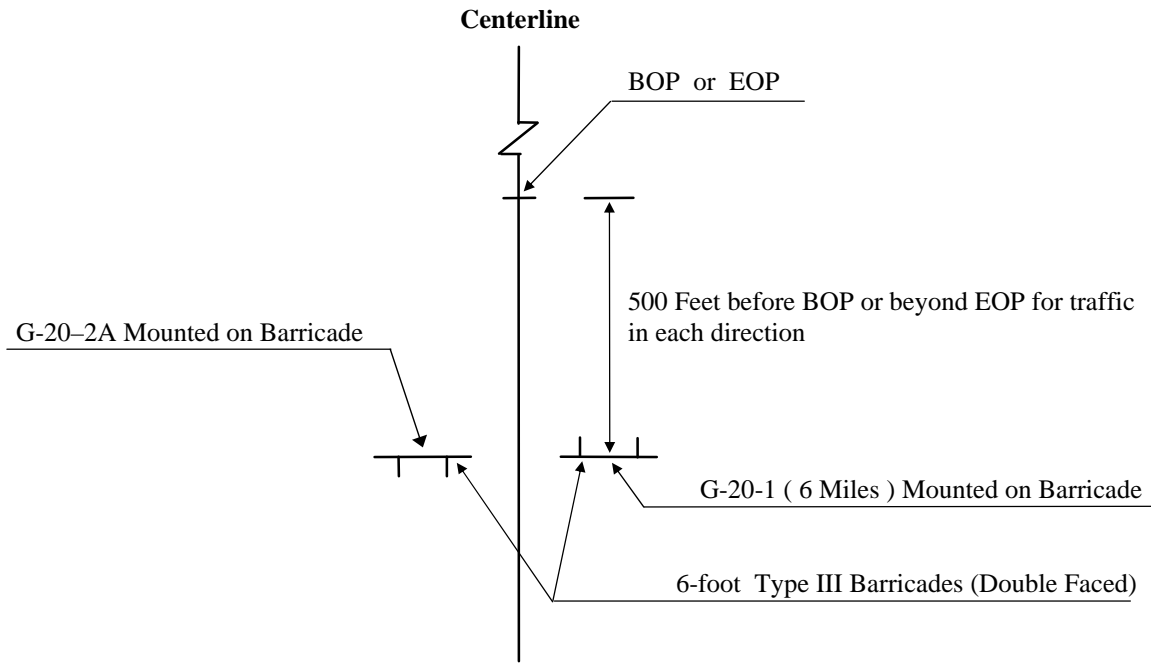 Centerline
BOP or EOP
500 Feet before BOP or beyond EOP for traffic
in each direction
G-20–2A Mounted on Barricade
G-20-1 ( 6 Miles ) Mounted on Barricade
6-foot Type III Barricades (Double Faced)